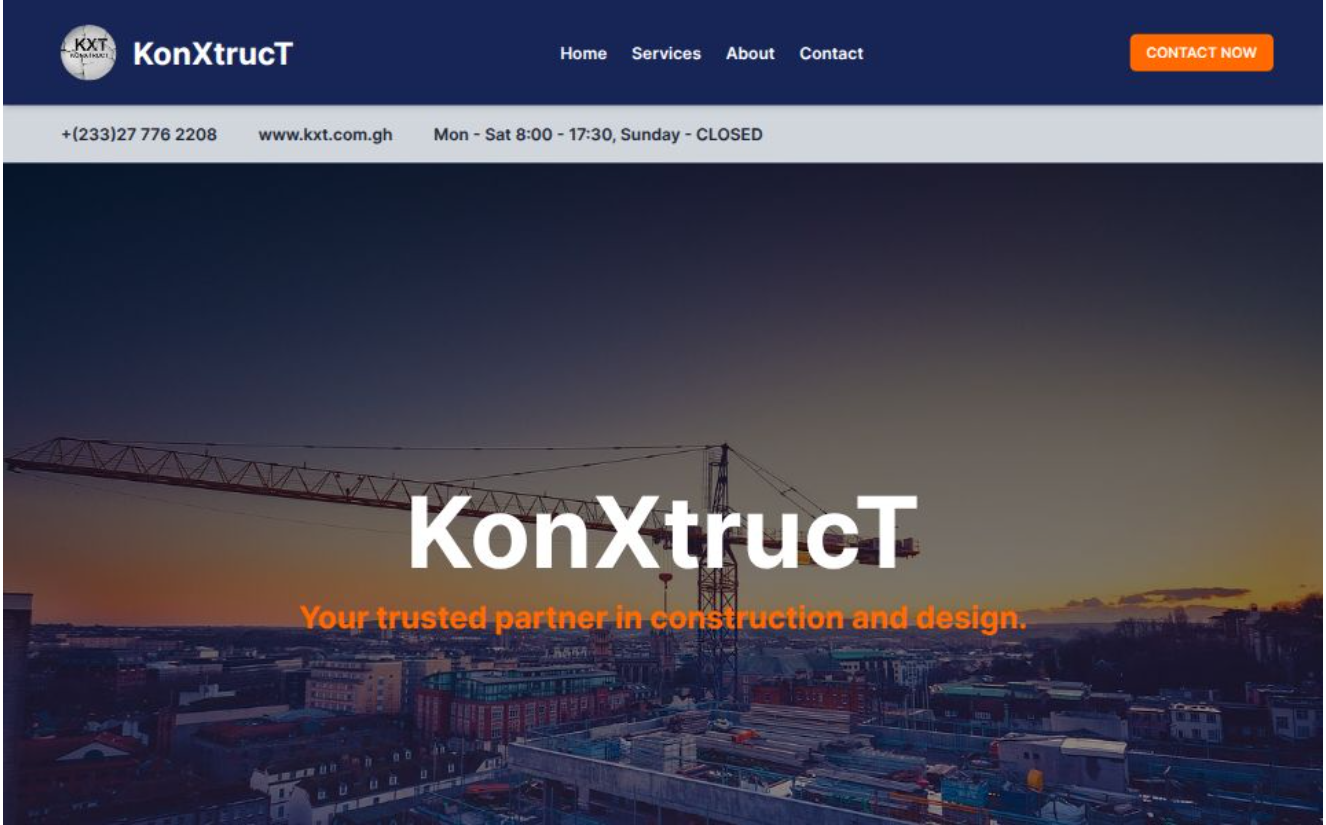 KXT
KonXtrucT
Home Services About Contact
CONTACT NOW
+(233)27 776 2208 www.kxt.com.gh Mon - Sat 8:00 - 17:30, Sunday - CLOSED
KonXtrucT
Your trusted partner in construction and design.